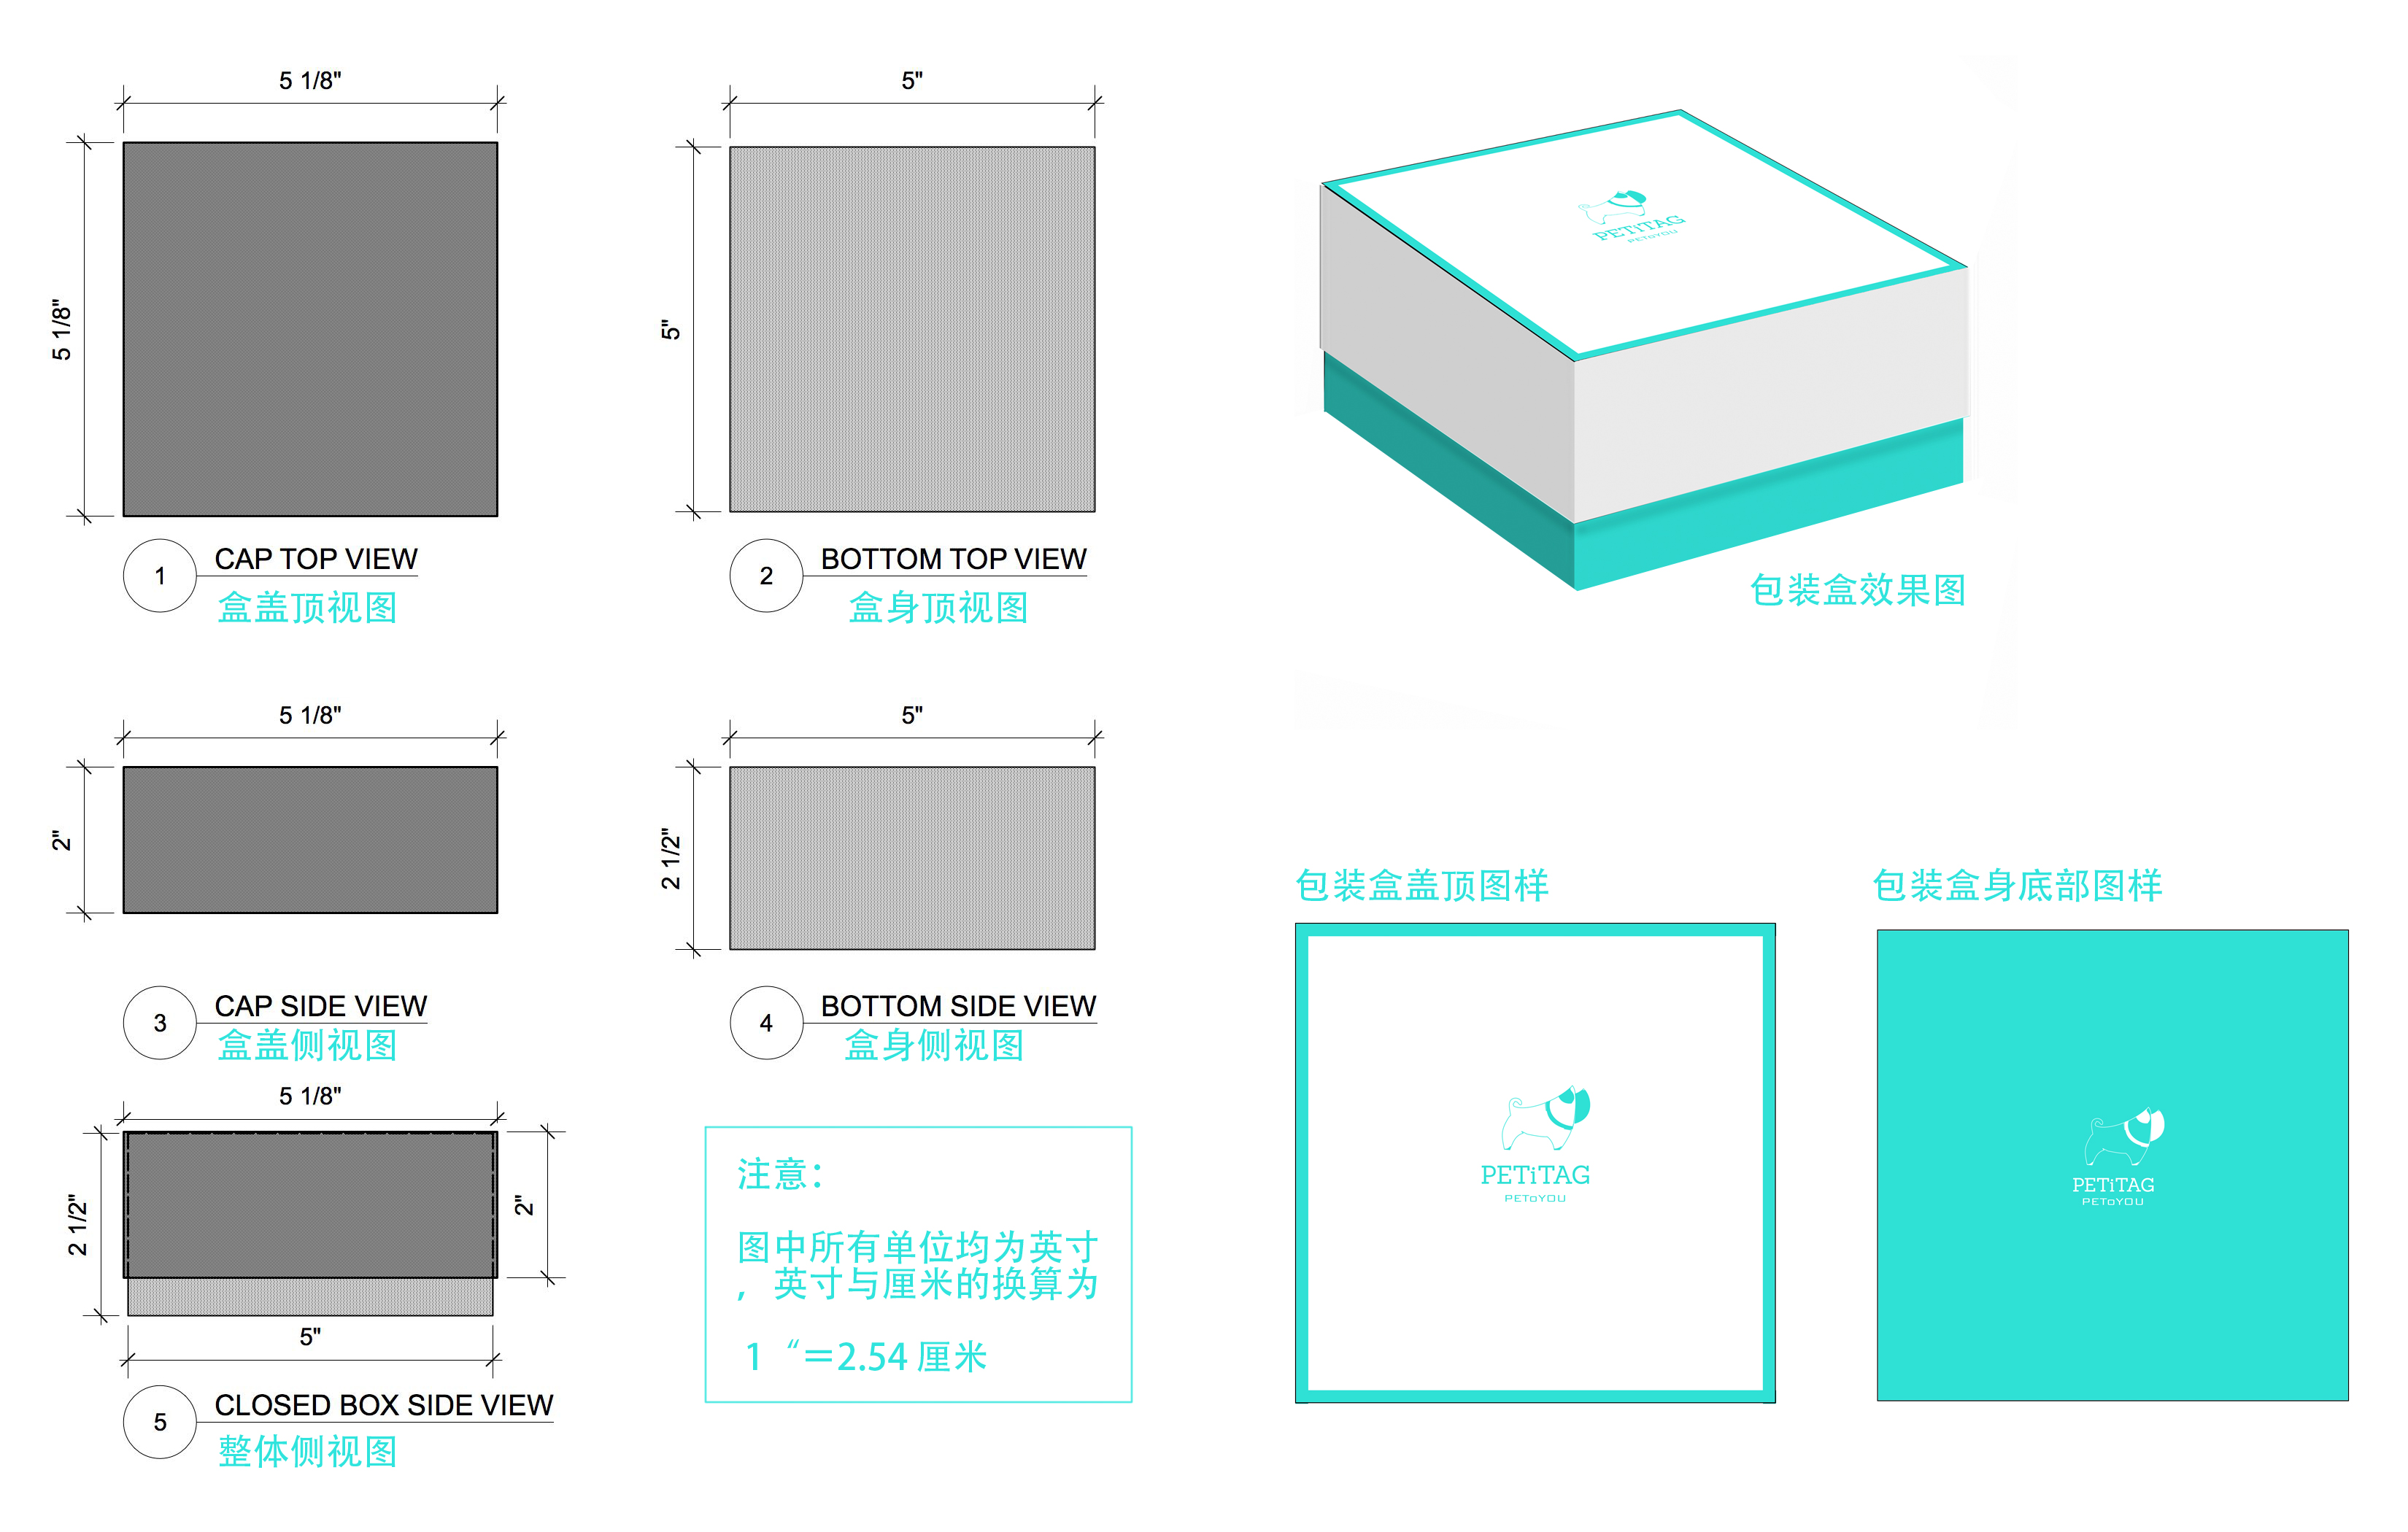 5 1/8"
5 1/8"
1
CAP TOP VIEW
盒盖顶视图
5"
5"
2
BOTTOM TOP VIEW
盒身顶视图
PETiTAG
PEToYOU
包装盒效果图
5 1/8"
2"
3
CAP SIDE VIEW
盒盖侧视图
5"
2 1/2"
4
BOTTOM SIDE VIEW
盒身侧视图
5 1/8"
2 1/2"
2"
5"
5
CLOSED BOX SIDE VIEW
整体侧视图
注意：
图中所有单位均为英寸
，英寸与厘米的换算为
1 “＝2.54 厘米
包装盒盖顶图样
PETiTAG
PEToYOU
包装盒身底部图样
PETiTAG
PEToYOU